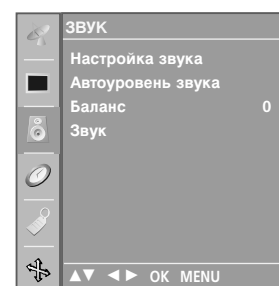 ЗВУК
Настройка звука
Автоуровень звука
Баланс 0
Звук
▲▼ ◄► OK MENU